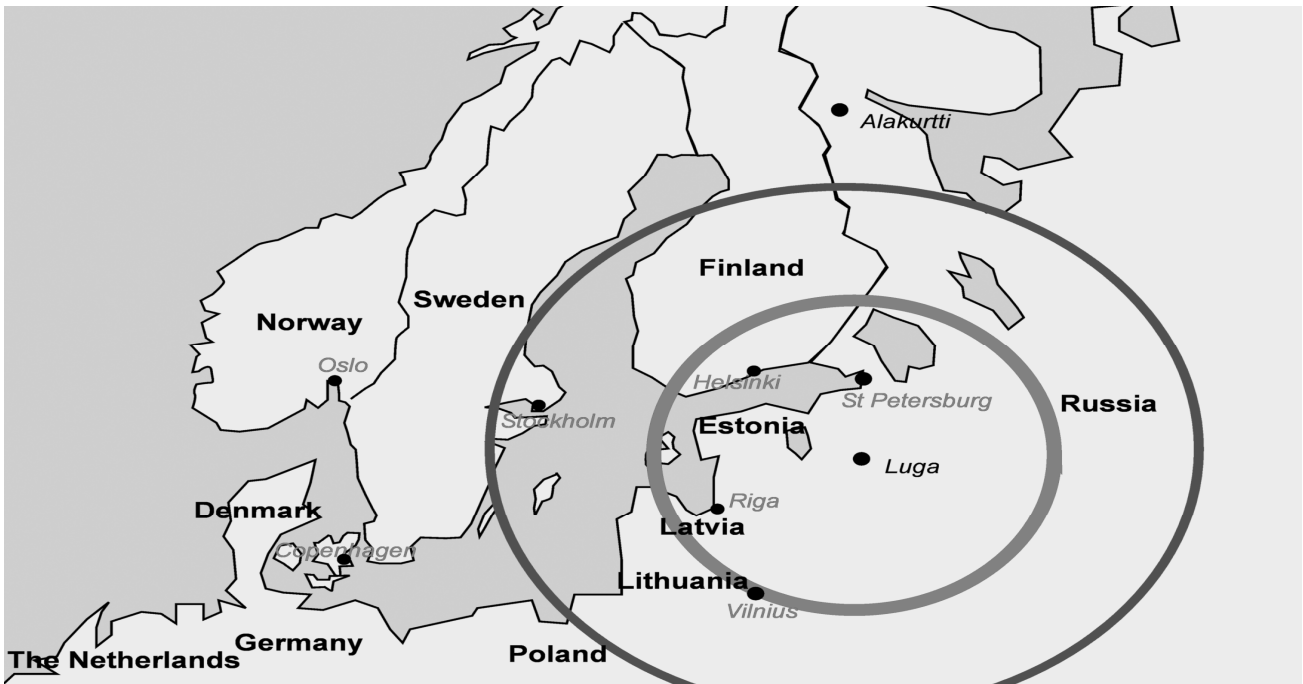 Alakurtti
Finland
Sweden
Norway
Oslo
Helsinki
St Petersburg
Russia
Stockholm
Estonia
Luga
Riga
Denmark
Latvia
Copenhagen
Lithuania
Vilnius
Germany
Poland
The Netherlands